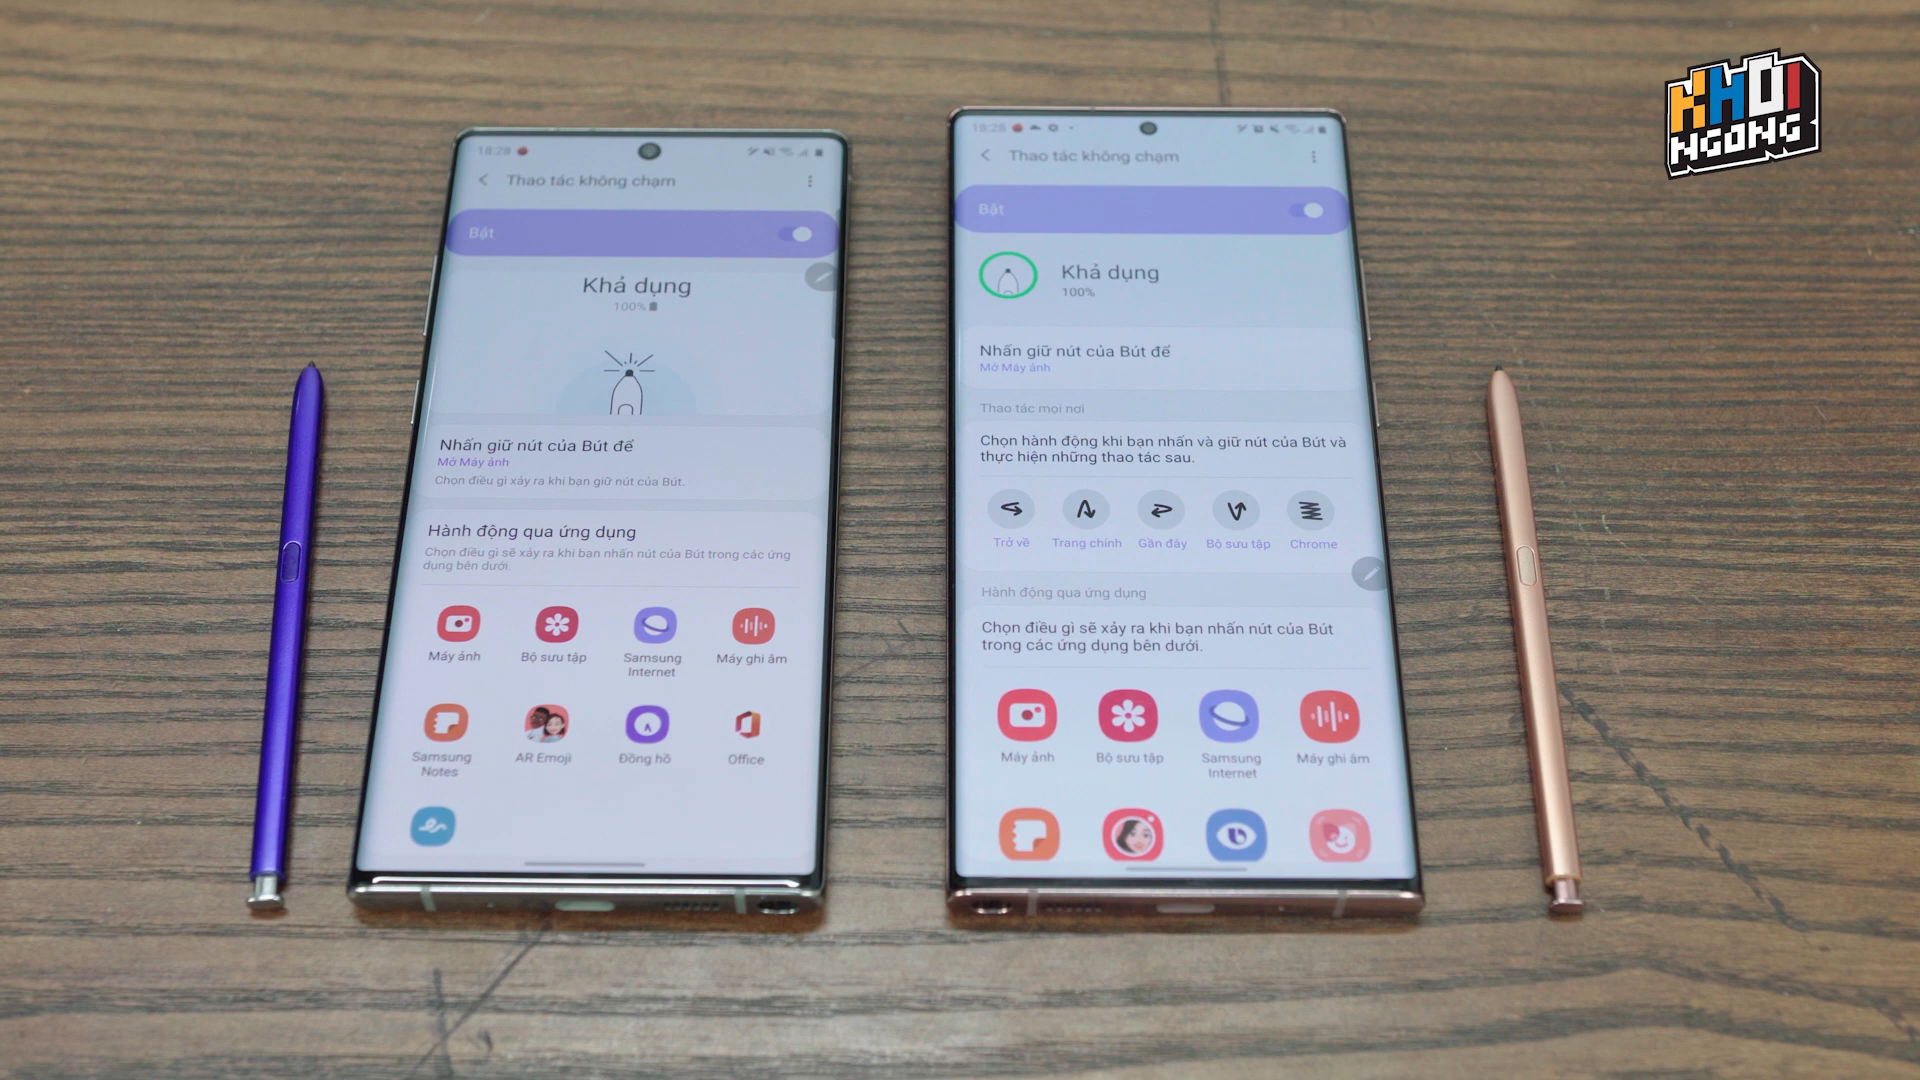 KHOI
NGONG
18:28
Thao tác không chạm
Bật
Khả dụng
100%
Nhấn giữ nút của Bút để
Mở Máy ảnh
Chọn điều gì xảy ra khi bạn giữ nút của Bút.
Hành động qua ứng dụng
Chọn điều gì sẽ xảy ra khi bạn nhấn nút của Bút trong các ứng
dụng bên dưới.
Máy ảnh
Bộ sưu tập
Samsung
Internet
Máy ghi âm
Samsung
Notes
AR Emoji
Đồng hồ
Office
18:28
Thao tác không chạm
Bật
Khả dụng
100%
Nhấn giữ nút của Bút để
Mở Máy ảnh
Thao tác mọi nơi
Chọn hành động khi bạn nhấn và giữ nút của Bút và
thực hiện những thao tác sau.
Trở về
Trang chính
Gần đây
Bộ sưu tập
Chrome
Hành động qua ứng dụng
Chọn điều gì sẽ xảy ra khi bạn nhấn nút của Bút
trong các ứng dụng bên dưới.
Máy ảnh
Bộ sưu tập
Samsung
Internet
Máy ghi âm